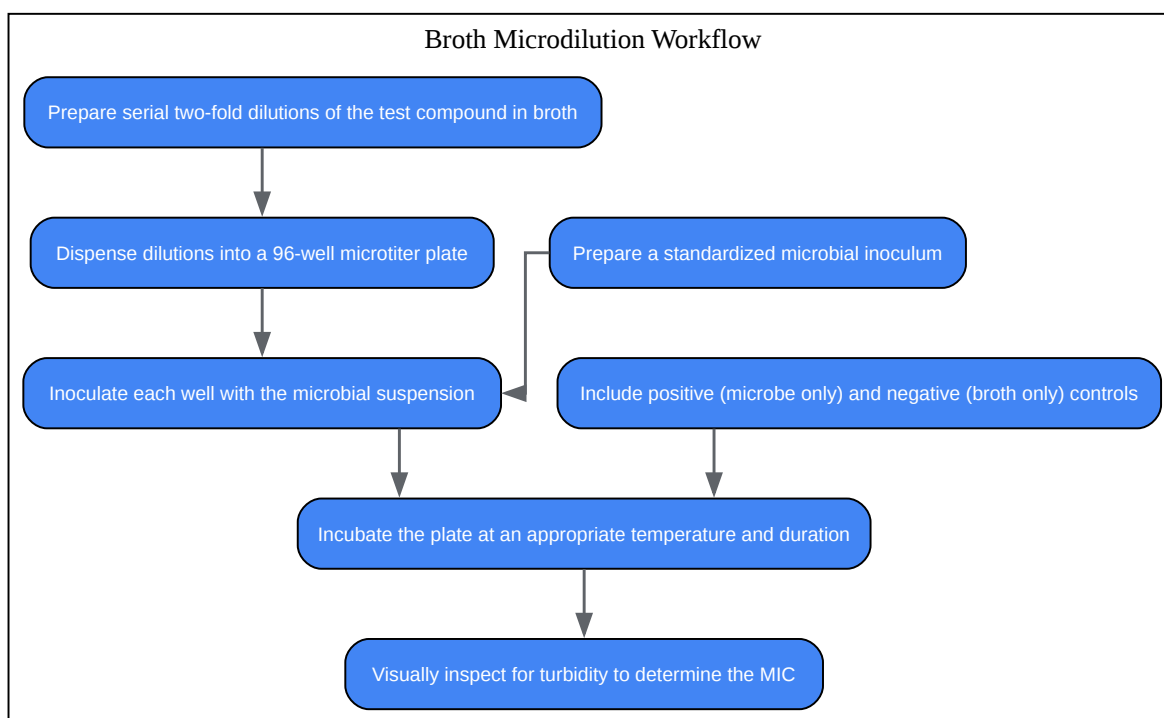 Broth Microdilution Workflow
Prepare serial two-fold dilutions of the test compound in broth
Dispense dilutions into a 96-well microtiter plate
Prepare a standardized microbial inoculum
Inoculate each well with the microbial suspension
Include positive (microbe only) and negative (broth only) controls
Incubate the plate at an appropriate temperature and duration
Visually inspect for turbidity to determine the MIC